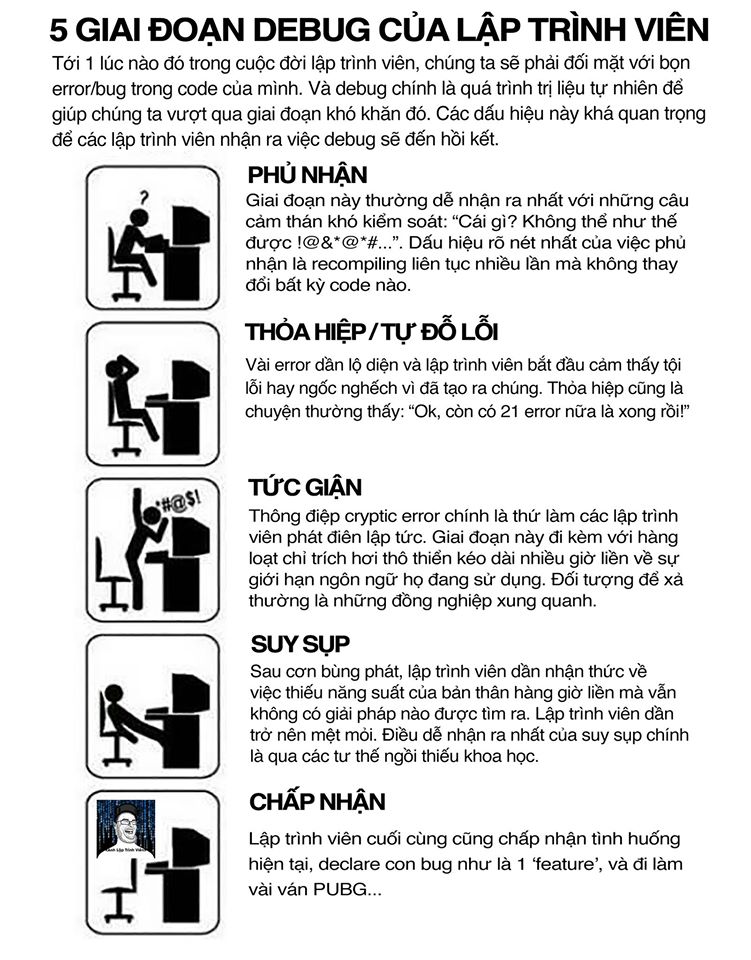 5 GIAI ĐOẠN DEBUG CỦA LẬP TRÌNH VIÊN
Tới 1 lúc nào đó trong cuộc đời lập trình viên, chúng ta sẽ phải đối mặt với bọn
error/bug trong code của mình. Và debug chính là quá trình trị liệu tự nhiên để
giúp chúng ta vượt qua giai đoạn khó khăn đó. Các dấu hiệu này khá quan trọng
để các lập trình viên nhận ra việc debug sẽ đến hồi kết.
?
PHỦ NHẬN
Giai đoạn này thường dễ nhận ra nhất với những câu
cảm thán khó kiểm soát: “Cái gì? Không thể như thế
được !@&*@*#...”. Dấu hiệu rõ nét nhất của việc phủ
nhận là recompiling liên tục nhiều lần mà không thay
đổi bất kỳ code nào.
THỎA HIỆP / TỰ ĐỖ LỖI
Vài error dần lộ diện và lập trình viên bắt đầu cảm thấy tội
lỗi hay ngốc nghếch vì đã tạo ra chúng. Thỏa hiệp cũng là
chuyện thường thấy: “Ok, còn có 21 error nữa là xong rồi!”
*#@$!
TỨC GIẬN
Thông điệp cryptic error chính là thứ làm các lập trình
viên phát điên lập tức. Giai đoạn này đi kèm với hàng
loạt chỉ trích hơi thô thiển kéo dài nhiều giờ liền về sự
giới hạn ngôn ngữ họ đang sử dụng. Đối tượng để xả
thường là những đồng nghiệp xung quanh.
SUY SỤP
Sau cơn bùng phát, lập trình viên dần nhận thức về
việc thiếu năng suất của bản thân hàng giờ liền mà vẫn
không có giải pháp nào được tìm ra. Lập trình viên dần
trở nên mệt mỏi. Điều dễ nhận ra nhất của suy sụp chính
là qua các tư thế ngồi thiếu khoa học.
CHẤP NHẬN
Lập trình viên cuối cùng cũng chấp nhận tình huống
hiện tại, declare con bug như là 1 ‘feature’, và đi làm
vài ván PUBG...